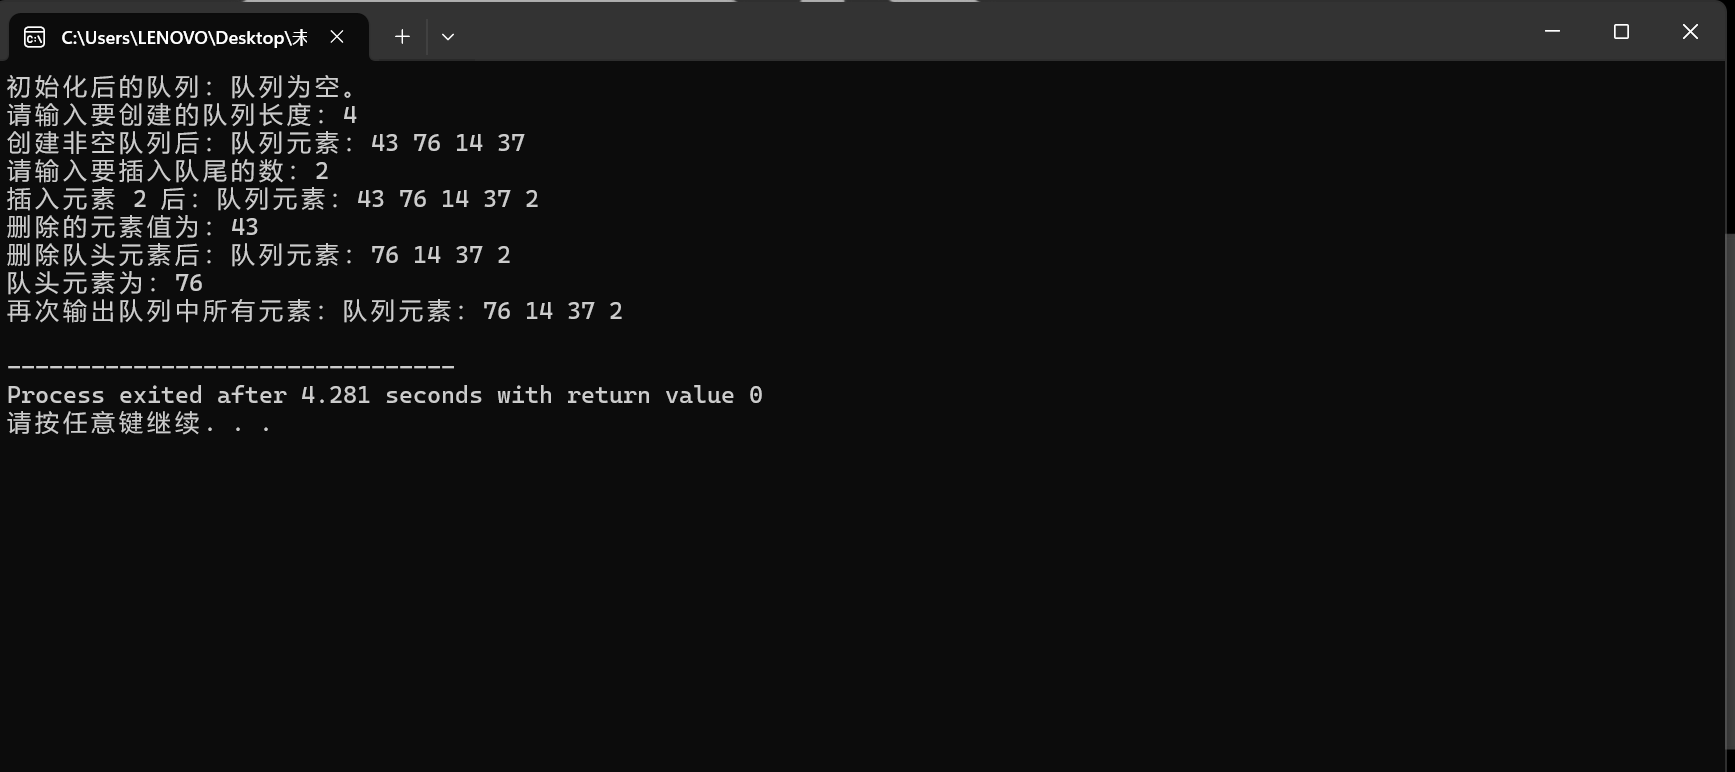 C:\Users\LENOVO\Desktop\未
初始化后的队列: 队列为空。
请输入要创建的队列长度: 4
创建非空队列后: 队列元素: 43 76 14 37
请输入要插入队尾的数: 2
插入元素 2 后: 队列元素: 43 76 14 37 2
删除的元素值为: 43
删除队头元素后: 队列元素: 76 14 37 2
队头元素为: 76
再次输出队列中所有元素: 队列元素: 76 14 37 2
--------------------------------
Process exited after 4.281 seconds with return value 0
请按任意键继续. . .